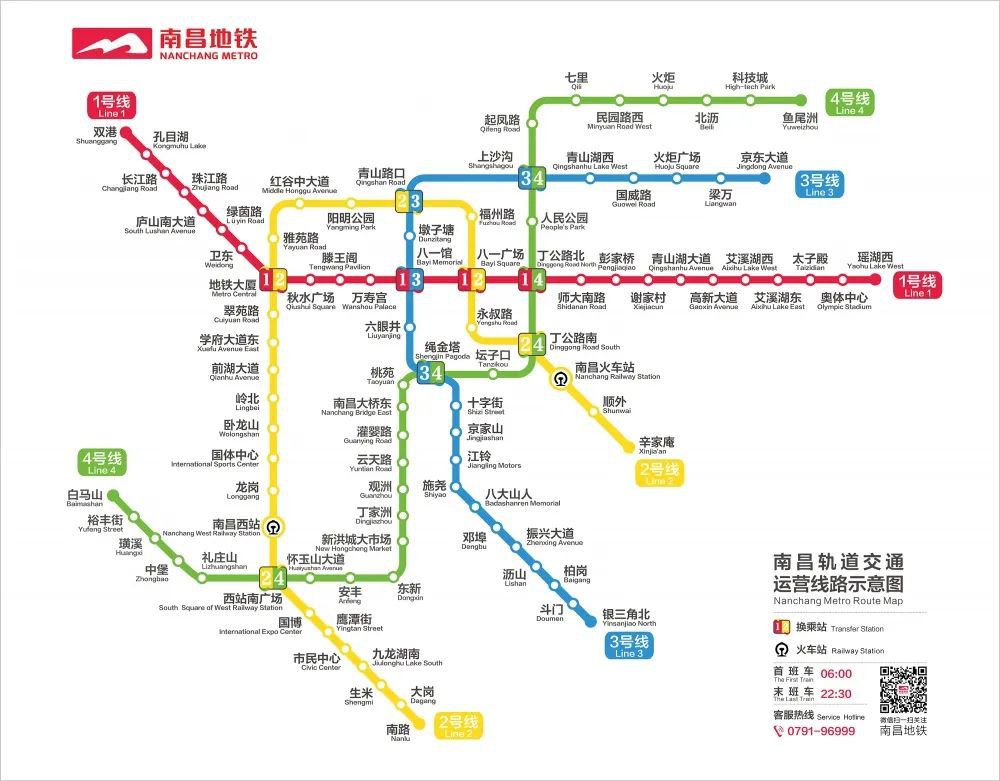 南昌地铁
NANCHANG METRO
1号线
Line 1
双港
Shuanggang
孔目湖
Kongmuhu Lake
长江路
Changjiang Road
珠江路
Zhujiang Road
庐山南大道
South Lushan Avenue
绿茵路
Lü yin Road
卫东
Weidong
地铁大厦
Metro Central
1 2
秋水广场
Qiushui Square
滕王阁
Tengwang Pavilion
万寿宫
Wanshou Palace
八一馆
Bayi Memorial
1 3
八一广场
Bayi Square
1 2
丁公路北
Dinggong Road North
1 4
师大南路
Shidanan Road
彭家桥
Pengjiaqiao
谢家村
Xiejiacun
青山湖大道
Qingshanhu Avenue
高新大道
Gaoxin Avenue
艾溪湖西
Aixihu Lake West
艾溪湖东
Aixihu Lake East
太子殿
Taizidian
奥体中心
Olympic Stadium
瑶湖西
Yaohu Lake West
1号线
Line 1
4号线
Line 4
鱼尾洲
Yuweizhou
科技城
High-tech Park
北沥
Beili
火炬
Huoju
民园路西
Minyuan Road West
七里
Qili
起凤路
Qifeng Road
上沙沟
Shangshagou
3 4
人民公园
People's Park
青山湖西
Qingshanhu Lake West
国威路
Guowei Road
火炬广场
Huoju Square
梁万
Liangwan
京东大道
Jingdong Avenue
3号线
Line 3
青山路口
Qingshan Road
2 3
红谷中大道
Middle Honggu Avenue
阳明公园
Yangming Park
雅苑路
Yayuan Road
福州路
Fuzhou Road
墩子塘
Dunzitang
永叔路
Yongshu Road
六眼井
Liuyanjing
绳金塔
Shengjin Pagoda
3 4
坛子口
Tanzikou
丁公路南
Dinggong Road South
2 4
南昌火车站
Nanchang Railway Station
顺外
Shunwai
辛家庵
Xinjia'an
2号线
Line 2
翠苑路
Cuiyuan Road
学府大道东
Xuefu Avenue East
前湖大道
Qianhu Avenue
岭北
Lingbei
卧龙山
Wolongshan
国体中心
International Sports Center
龙岗
Longgang
南昌西站
Nanchang West Railway Station
桃苑
Taoyuan
南昌大桥东
Nanchang Bridge East
灌婴路
Guanying Road
云天路
Yuntian Road
观洲
Guanzhou
丁家洲
Dingjiazhou
新洪城大市场
New Hongcheng Market
东新
Dongxin
安丰
Anfeng
怀玉山大道
Huaiyushan Avenue
2 4
西站南广场
South Square of West Railway Station
礼庄山
Lizhuangshan
中堡
Zhongbao
璜溪
Huangxi
裕丰街
Yufeng Street
白马山
Baimashan
4号线
Line 4
十字街
Shizi Street
京家山
Jingjiashan
江铃
Jiangling Motors
施尧
Shiyao
八大山人
Badashanren Memorial
邓埠
Dengbu
振兴大道
Zhenxing Avenue
沥山
Lishan
柏岗
Baigang
斗门
Doumen
银三角北
Yinsanjiao North
3号线
Line 3
国博
International Expo Center
鹰潭街
Yingtan Street
市民中心
Civic Center
九龙湖南
Jiulonghu Lake South
生米
Shengmi
大岗
Dagang
南路
Nanlu
2号线
Line 2
南昌轨道交通
运营线路示意图
Nanchang Metro Route Map
1 2 换乘站 Transfer Station
火车站 Railway Station
首班车 06:00
The First Train
末班车 22:30
The Last Train
客服热线 Service Hotline
0791-96999
微信扫一扫关注
南昌地铁